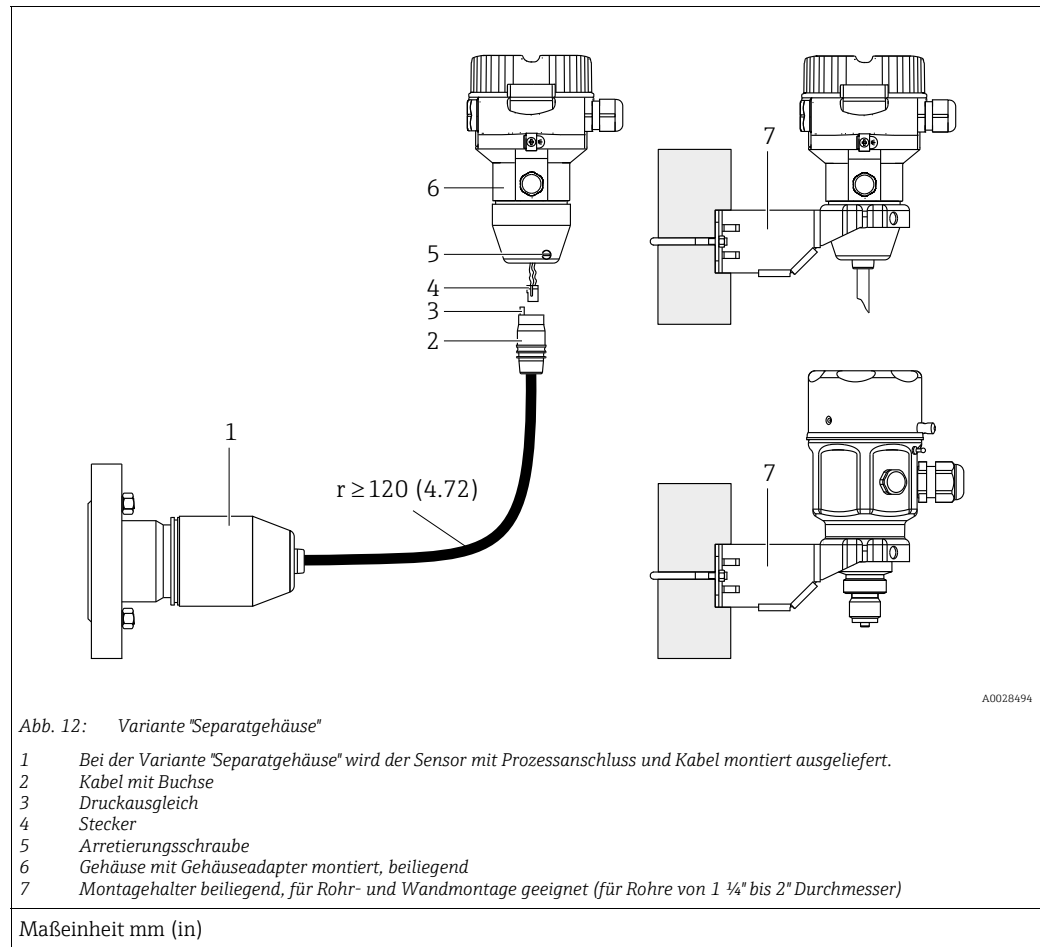 7
6
5
4
3
2
1
r ≥ 120 (4.72)
7
A0028494
Abb. 12: Variante "Separatgehäuse"
1 Bei der Variante "Separatgehäuse" wird der Sensor mit Prozessanschluss und Kabel montiert ausgeliefert.
2 Kabel mit Buchse
3 Druckausgleich
4 Stecker
5 Arretierungsschraube
6 Gehäuse mit Gehäuseadapter montiert, beiliegend
7 Montagehalter beiliegend, für Rohr- und Wandmontage geeignet (für Rohre von 1 ¼" bis 2" Durchmesser)
Maßeinheit mm (in)